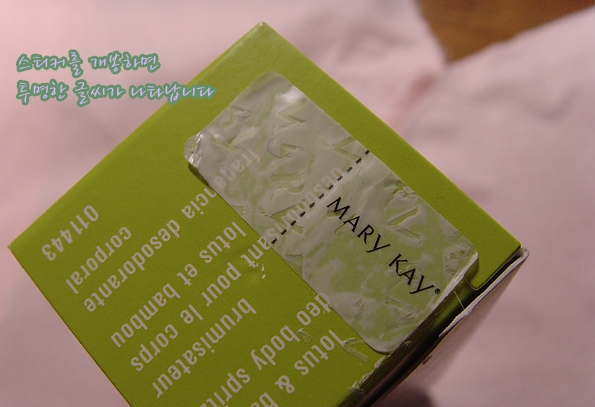 스티커를 개봉하면
투명한 글씨가 나타납니다
MARY KAY®
lotus & b
deo body spritz
brumisateur
pour le corps
lotus et bambou
fragancia desodorante
corporal
011443